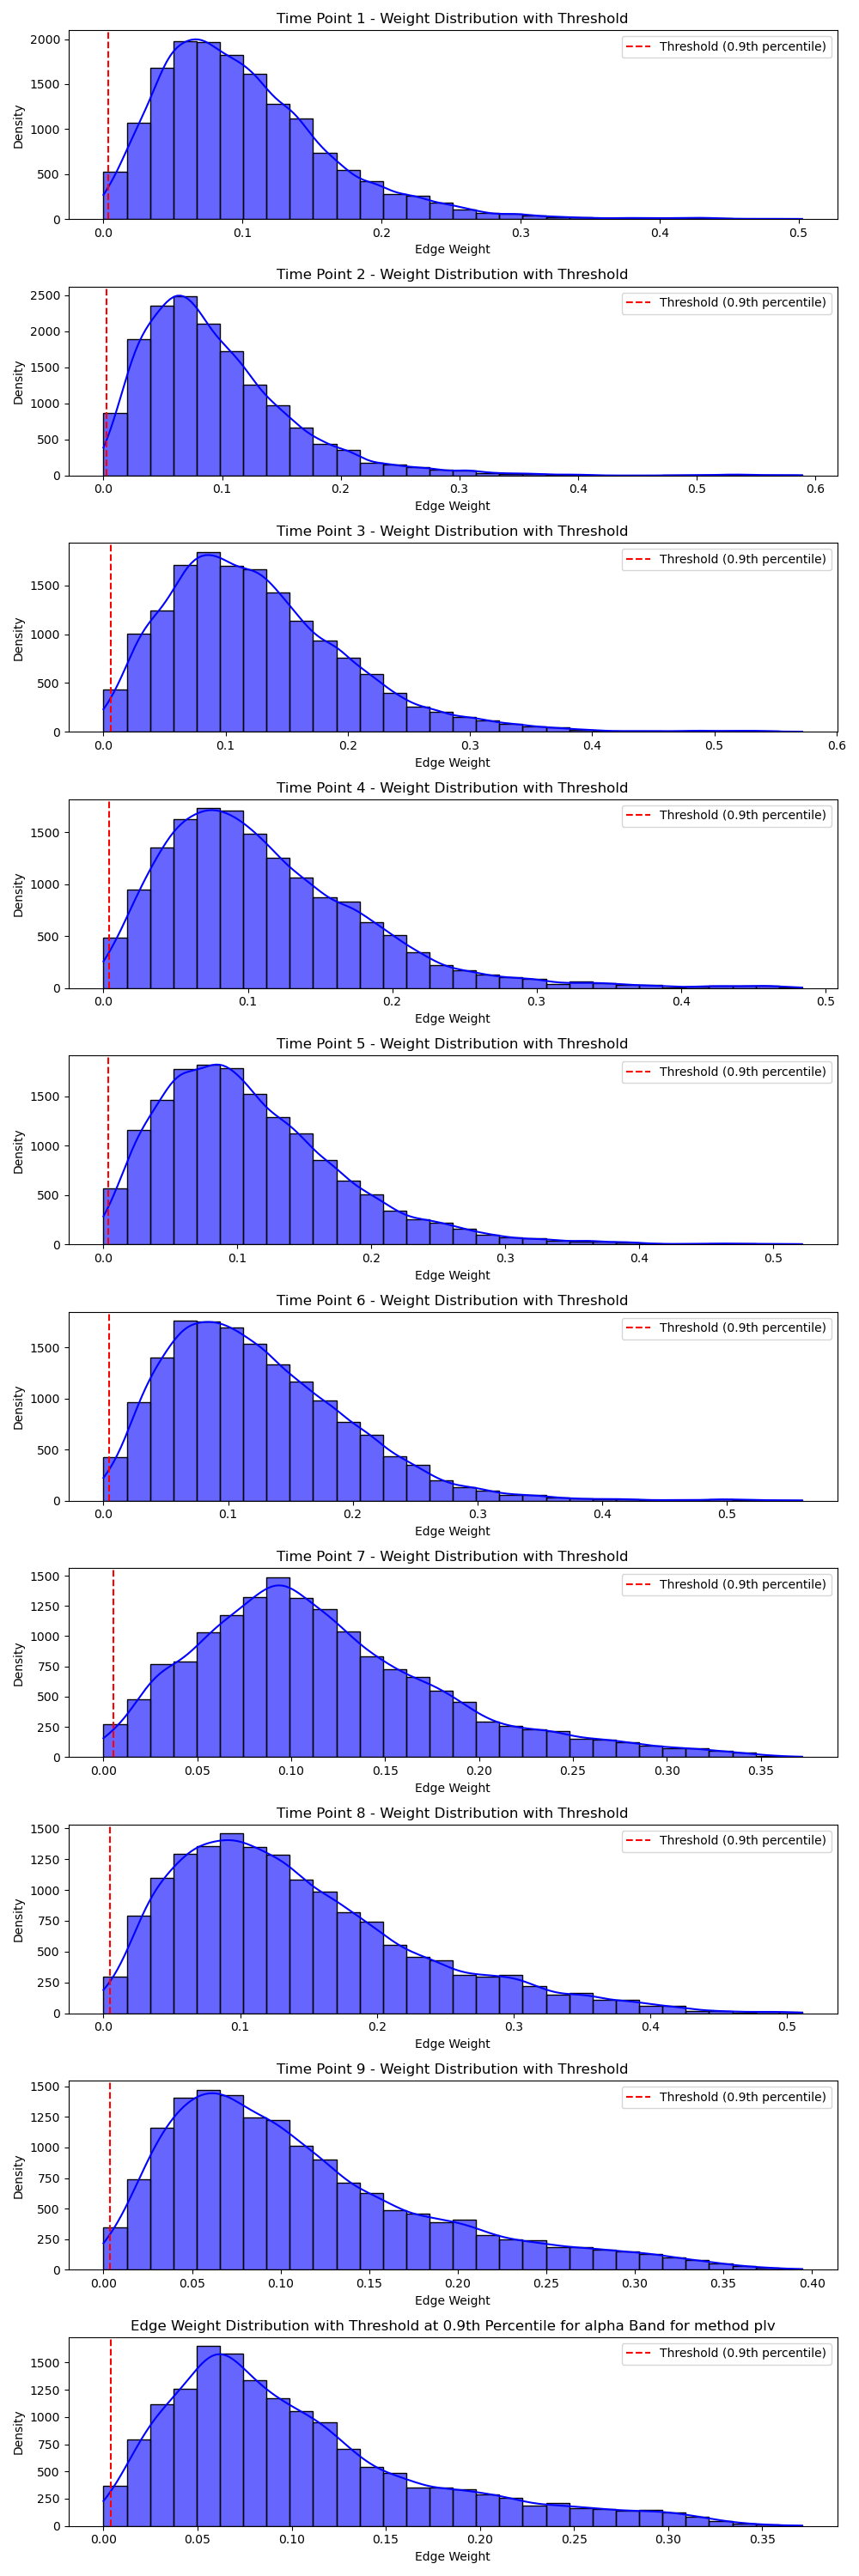 Time Point 1 - Weight Distribution with Threshold
Threshold (0.9th percentile)
Density
2000
1500
1000
500
0
0.0 0.1 0.2 0.3 0.4 0.5
Edge Weight
Time Point 2 - Weight Distribution with Threshold
Threshold (0.9th percentile)
Density
2500
2000
1500
1000
500
0
0.0 0.1 0.2 0.3 0.4 0.5 0.6
Edge Weight
Time Point 3 - Weight Distribution with Threshold
Threshold (0.9th percentile)
Density
1500
1000
500
0
0.0 0.1 0.2 0.3 0.4 0.5 0.6
Edge Weight
Time Point 4 - Weight Distribution with Threshold
Threshold (0.9th percentile)
Density
1500
1000
500
0
0.0 0.1 0.2 0.3 0.4 0.5
Edge Weight
Time Point 5 - Weight Distribution with Threshold
Threshold (0.9th percentile)
Density
1500
1000
500
0
0.0 0.1 0.2 0.3 0.4 0.5
Edge Weight
Time Point 6 - Weight Distribution with Threshold
Threshold (0.9th percentile)
Density
1500
1000
500
0
0.0 0.1 0.2 0.3 0.4 0.5
Edge Weight
Time Point 7 - Weight Distribution with Threshold
Threshold (0.9th percentile)
Density
1500
1250
1000
750
500
250
0
0.00 0.05 0.10 0.15 0.20 0.25 0.30 0.35
Edge Weight
Time Point 8 - Weight Distribution with Threshold
Threshold (0.9th percentile)
Density
1500
1250
1000
750
500
250
0
0.0 0.1 0.2 0.3 0.4 0.5
Edge Weight
Time Point 9 - Weight Distribution with Threshold
Threshold (0.9th percentile)
Density
1500
1250
1000
750
500
250
0
0.00 0.05 0.10 0.15 0.20 0.25 0.30 0.35 0.40
Edge Weight
Edge Weight Distribution with Threshold at 0.9th Percentile for alpha Band for method plv
Threshold (0.9th percentile)
Density
1500
1250
1000
750
500
250
0
0.00 0.05 0.10 0.15 0.20 0.25 0.30 0.35
Edge Weight